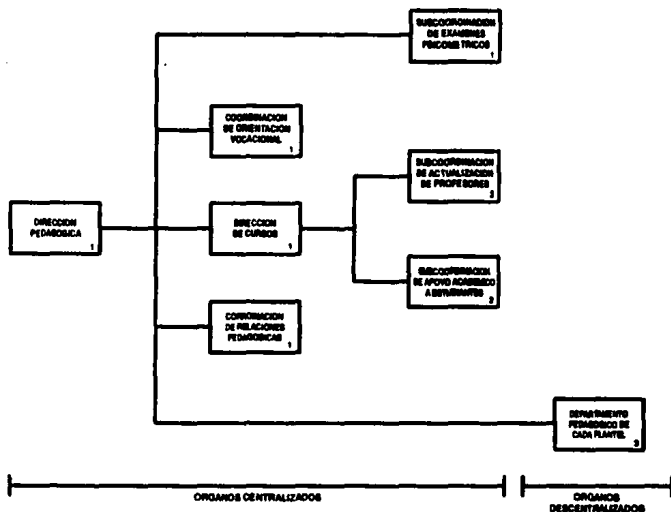 SUBCOORDINACION
DE EXAMENES
PSICOMETRICOS
1
COORDINACION
DE ORIENTACION
VOCACIONAL
1
SUBCOORDINACION
DE ACTUALIZACION
DE PROFESORES
2
DIRECCION
PEDAGOGICA
1
DIRECCION
DE CURSOS
1
SUBCOORDINACION
DE APOYO ACADEMICO
A ESTUDIANTES
2
COORDINACION
DE RELACIONES
PEDAGOGICAS
1
DEPARTAMENTO
PEDAGOGICO DE
CADA PLANTEL
3
ORGANOS CENTRALIZADOS
ORGANOS
DESCENTRALIZADOS